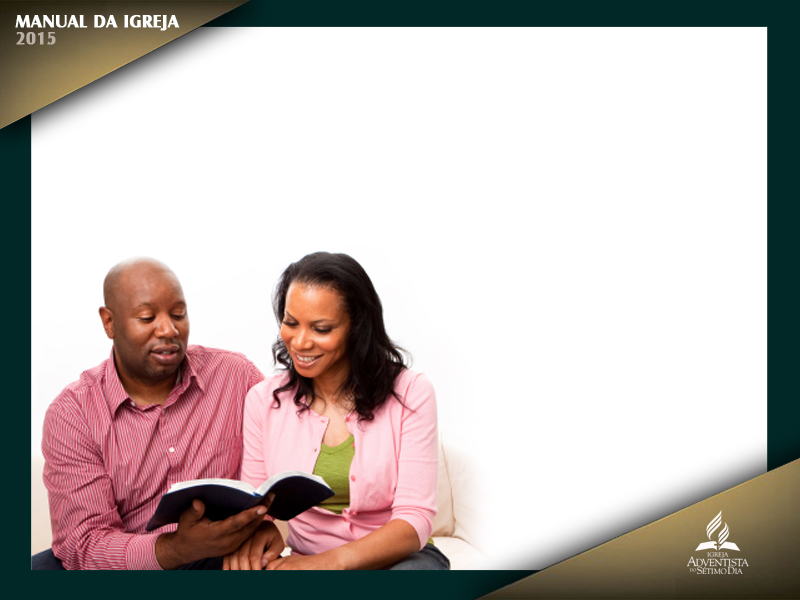 MANUAL DA IGREJA
2015
IGREJA
ADVENTISTA
DO SÉTIMO DIA